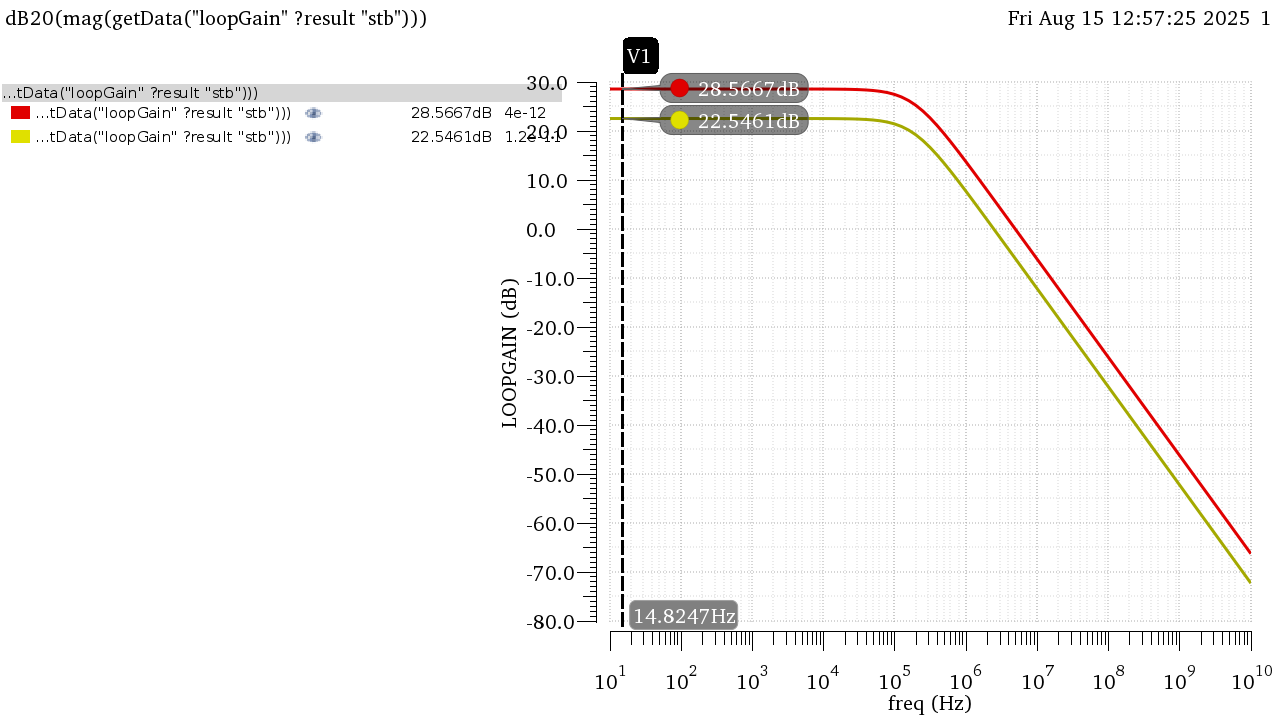 dB20(mag(getData("loopGain" ?result "stb")))
Fri Aug 15 12:57:25 2025 1
...tData("loopGain" ?result "stb")))
...tData("loopGain" ?result "stb"))) 28.5667dB 4e-12
...tData("loopGain" ?result "stb"))) 22.5461dB 1.2e-11
V1
28.5667dB
22.5461dB
30.0
20.0
10.0
0.0
-10.0
-20.0
-30.0
-40.0
-50.0
-60.0
-70.0
-80.0
LOOPGAIN (dB)
14.8247Hz
10^1 10^2 10^3 10^4 10^5 10^6 10^7 10^8 10^9 10^10
freq (Hz)